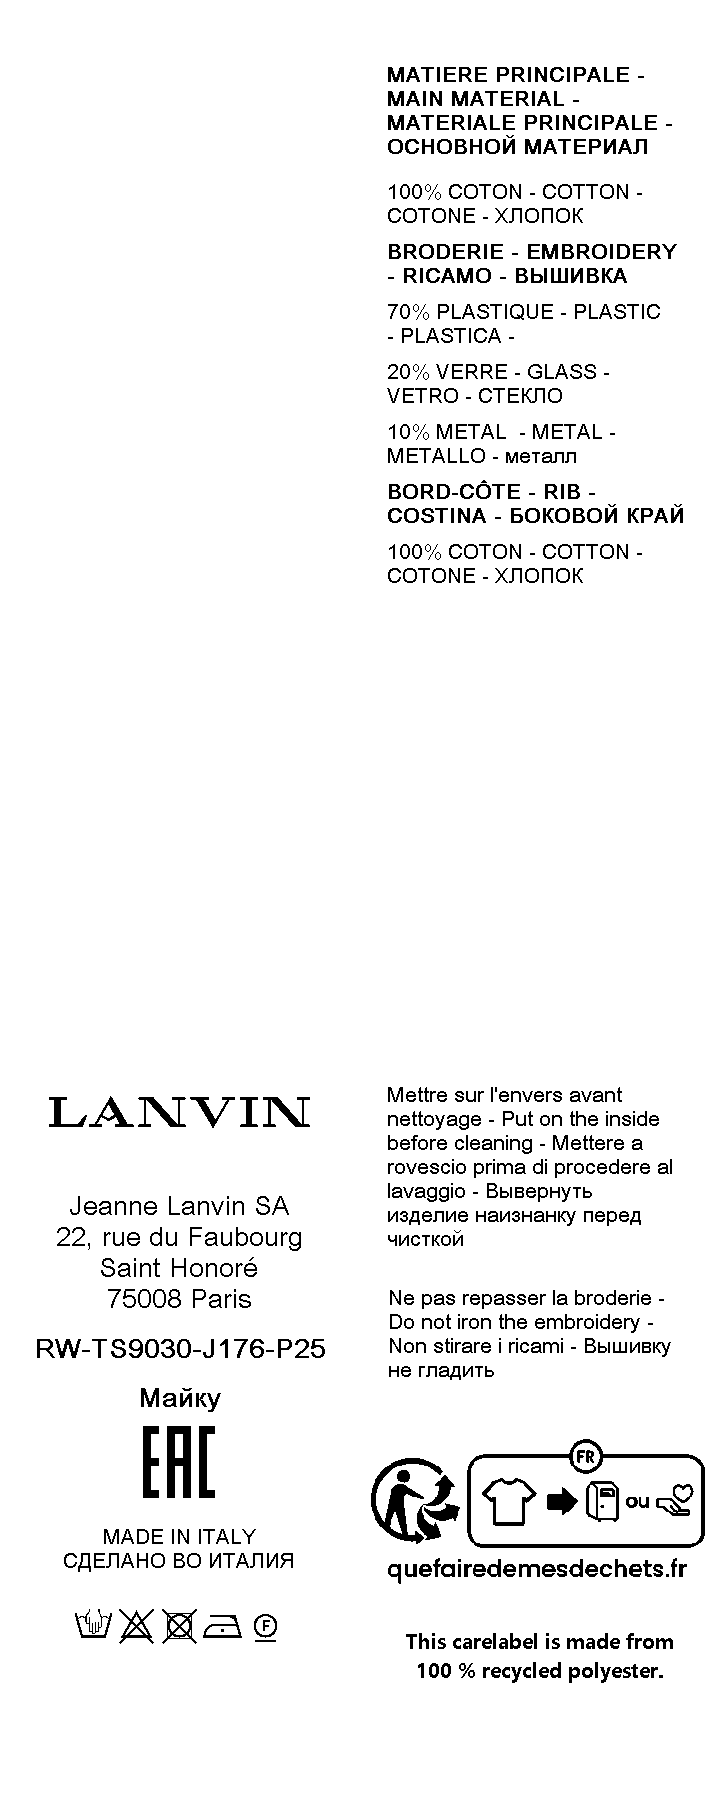 MATIERE PRINCIPALE -
MAIN MATERIAL -
MATERIALE PRINCIPALE -
ОСНОВНОЙ МАТЕРИАЛ
100% COTON - COTTON -
COTONE - ХЛОПОК
BRODERIE - EMBROIDERY
- RICAMO - ВЫШИВКА
70% PLASTIQUE - PLASTIC
- PLASTICA -
20% VERRE - GLASS -
VETRO - СТЕКЛО
10% METAL  - METAL -
METALLO - металл
BORD-CÔTE - RIB -
COSTINA - БОКОВОЙ КРАЙ
100% COTON - COTTON -
COTONE - ХЛОПОК
LANVIN
Jeanne Lanvin SA
22, rue du Faubourg
Saint Honoré
75008 Paris
RW-TS9030-J176-P25
Майку
EAC
MADE IN ITALY
СДЕЛАНО ВО ИТАЛИЯ
F
Mettre sur l'envers avant
nettoyage - Put on the inside
before cleaning - Mettere a
rovescio prima di procedere al
lavaggio - Вывернуть
изделие наизнанку перед
чисткой
Ne pas repasser la broderie -
Do not iron the embroidery -
Non stirare i ricami - Вышивку
не гладить
FR
ou
quefairedemesdechets.fr
This carelabel is made from
100 % recycled polyester.